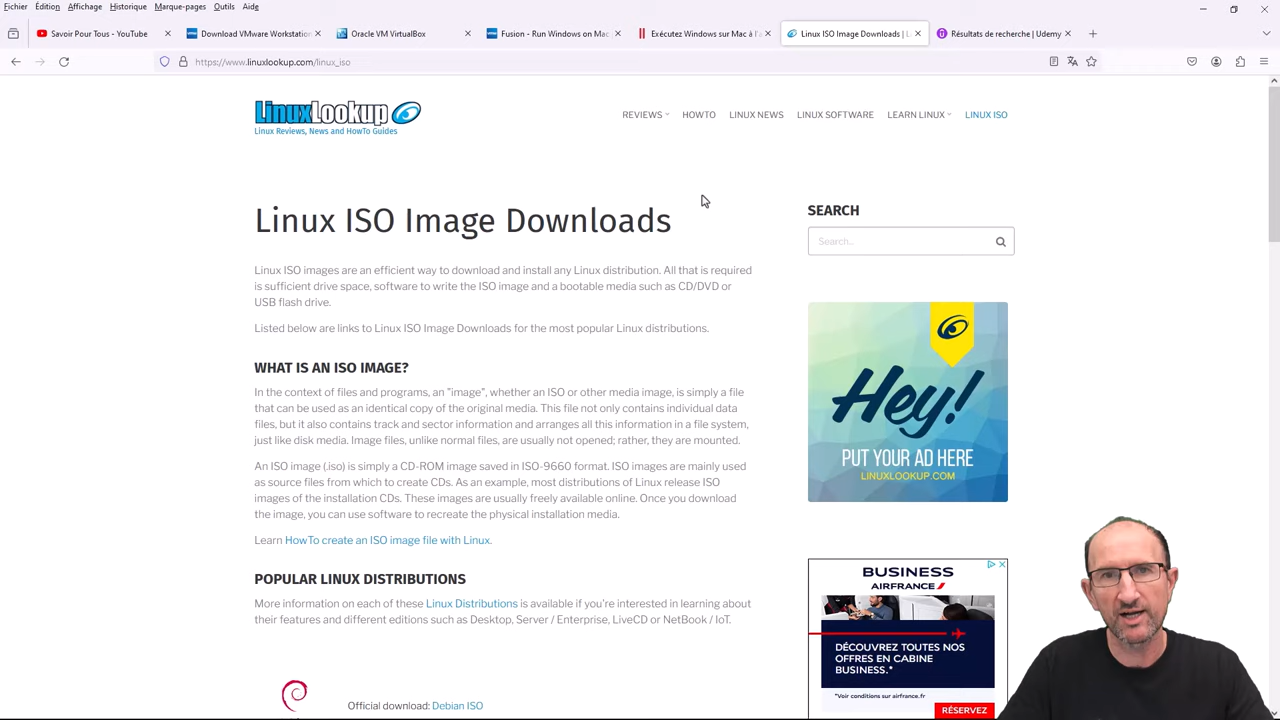 Fichier Édition Affichage Historique Marque-pages Outils Aide
Savoir Pour Tous - YouTube
Download VMware Workstation
Oracle VM VirtualBox
Fusion - Run Windows on Mac
Exécutez Windows sur Mac à l'a
Linux ISO Image Downloads | L
Résultats de recherche | Udemy
https://www.linuxlookup.com/linux_iso
LinuxLookup
Linux Reviews, News and HowTo Guides
REVIEWS HOWTO LINUX NEWS LINUX SOFTWARE LEARN LINUX LINUX ISO
Linux ISO Image Downloads
Linux ISO images are an efficient way to download and install any Linux distribution. All that is required
is sufficient drive space, software to write the ISO image and a bootable media such as CD/DVD or
USB flash drive.
Listed below are links to Linux ISO Image Downloads for the most popular Linux distributions.
WHAT IS AN ISO IMAGE?
In the context of files and programs, an "image", whether an ISO or other media image, is simply a file
that can be used as an identical copy of the original media. This file not only contains individual data
files, but it also contains track and sector information and arranges all this information in a file system,
just like disk media. Image files, unlike normal files, are usually not opened; rather, they are mounted.
An ISO image (.iso) is simply a CD-ROM image saved in ISO-9660 format. ISO images are mainly used
as source files from which to create CDs. As an example, most distributions of Linux release ISO
images of the installation CDs. These images are usually freely available online. Once you download
the image, you can use software to recreate the physical installation media.
Learn HowTo create an ISO image file with Linux.
POPULAR LINUX DISTRIBUTIONS
More information on each of these Linux Distributions is available if you're interested in learning about
their features and different editions such as Desktop, Server / Enterprise, LiveCD or NetBook / IoT.
Official download: Debian ISO
SEARCH
Search...
Hey!
PUT YOUR AD HERE
LINUXLOOKUP.COM
BUSINESS
AIRFRANCE
DÉCOUVREZ TOUTES NOS
OFFRES EN CABINE
BUSINESS.*
*Voir conditions sur airfrance.fr
RÉSERVEZ